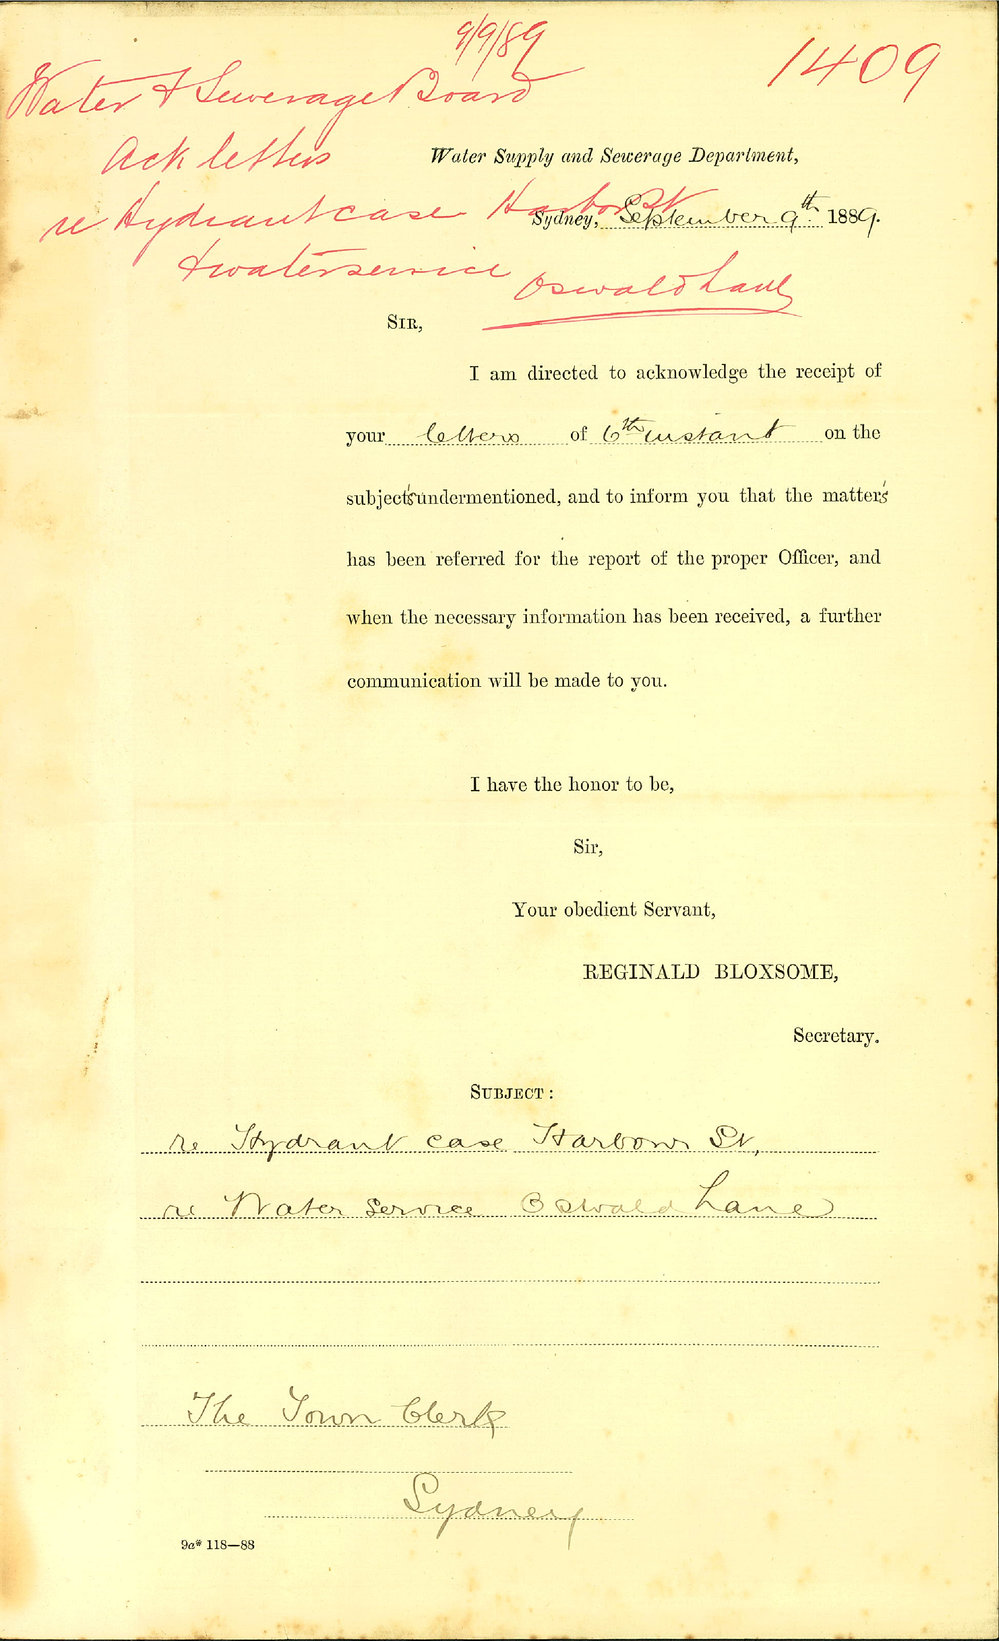 9/9/89
1409
Water & Sewerage Board
Ack letters
re Hydrant case Harbor St
& water service Oswald Lane
Water Supply and Sewerage Department,
Sydney, September 9th 1889.
SIR,
I am directed to acknowledge the receipt of
your letters of 6th instant on the
subjects undermentioned, and to inform you that the matters
has been referred for the report of the proper Officer, and
when the necessary information has been received, a further
communication will be made to you.
I have the honor to be,
Sir,
Your obedient Servant,
REGINALD BLOXSOME,
Secretary.
SUBJECT:
re Hydrant case Harbour St,
re Water Service Oswald Lane
The Town Clerk
Sydney
9a* 118—88